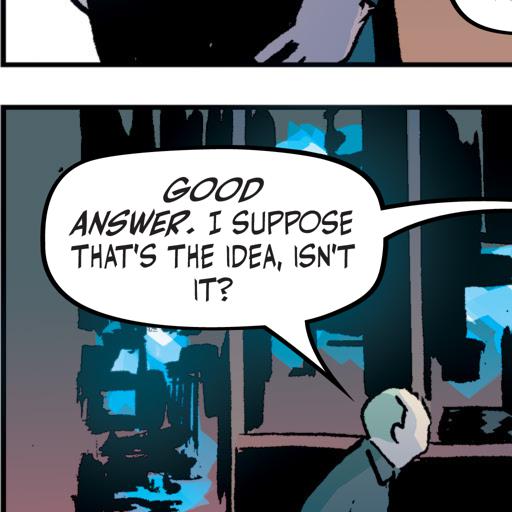 GOOD
ANSWER. I SUPPOSE
THAT'S THE IDEA, ISN'T
IT?